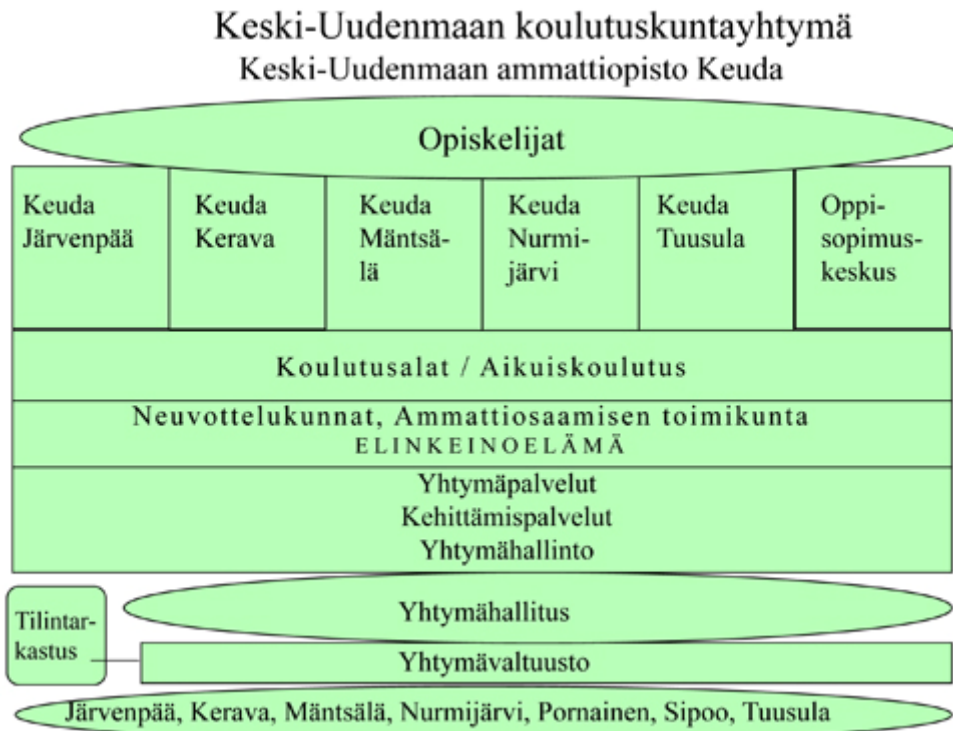 Keski-Uudenmaan koulutuskuntayhtymä
Keski-Uudenmaan ammattiopisto Keuda
Opiskelijat
Keuda
Järvenpää
Keuda
Kerava
Keuda
Mäntsä-
lä
Keuda
Nurmi-
järvi
Keuda
Tuusula
Oppi-
sopimus-
keskus
Koulutusalat / Aikuiskoulutus
Neuvottelukunnat, Ammattiosaamisen toimikunta
ELINKEINOELÄMÄ
Yhtymäpalvelut
Kehittämispalvelut
Yhtymähallinto
Tilintar-
kastus
Yhtymähallitus
Yhtymävaltuusto
Järvenpää, Kerava, Mäntsälä, Nurmijärvi, Pornainen, Sipoo, Tuusula